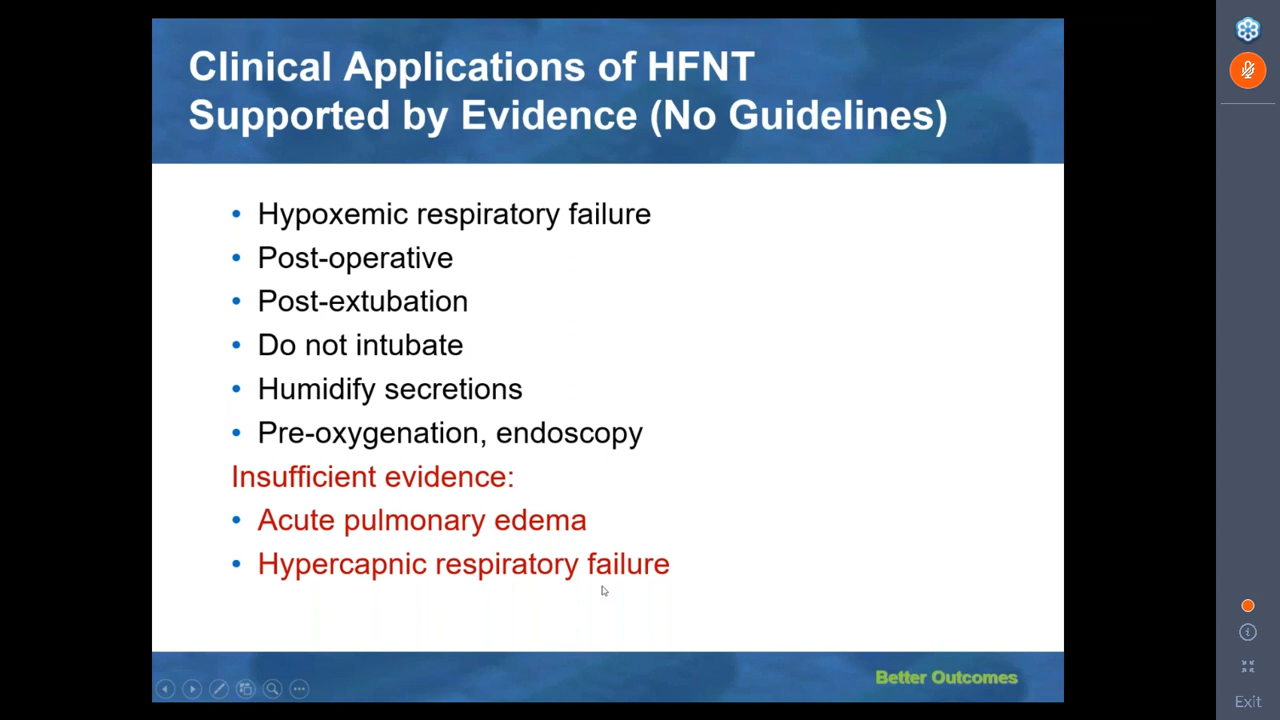 Clinical Applications of HFNT
Supported by Evidence (No Guidelines)
• Hypoxemic respiratory failure
• Post-operative
• Post-extubation
• Do not intubate
• Humidify secretions
• Pre-oxygenation, endoscopy
Insufficient evidence:
• Acute pulmonary edema
• Hypercapnic respiratory failure
Better Outcomes
Exit